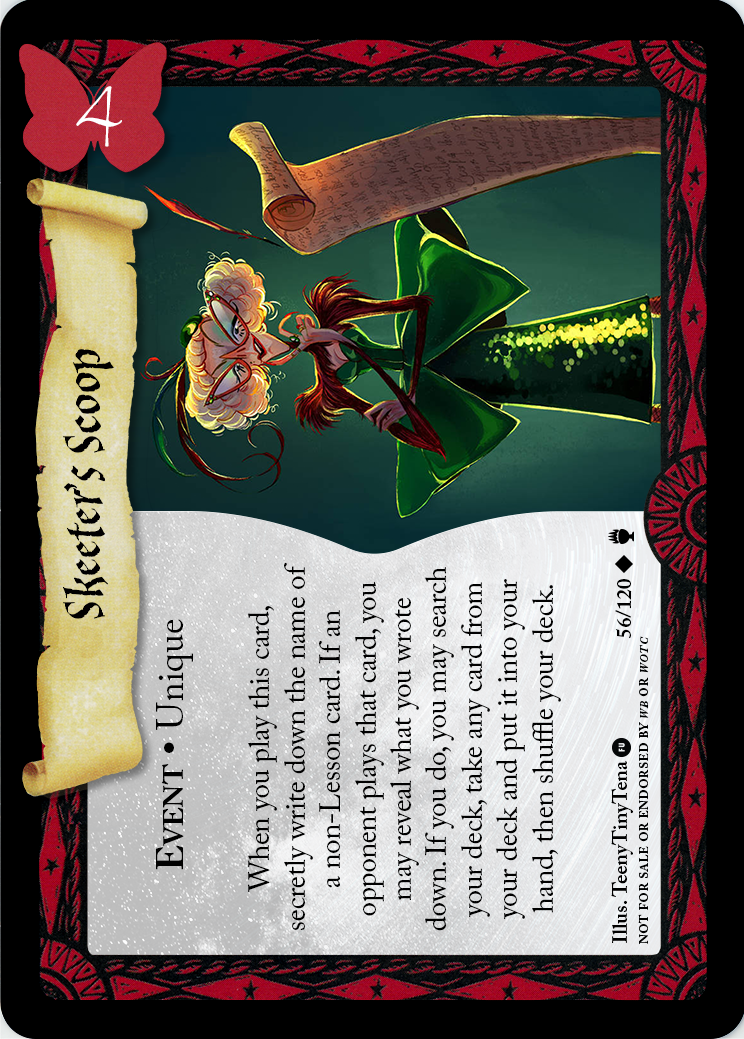 4
Skeeter's Scoop
EVENT • Unique
When you play this card,
secretly write down the name of
a non-Lesson card. If an
opponent plays that card, you
may reveal what you wrote
down. If you do, you may search
your deck, take any card from
your deck and put it into your
hand, then shuffle your deck.
Illus. TeenyTinyTena FU 56/120
NOT FOR SALE OR ENDORSED BY WB OR WOTC